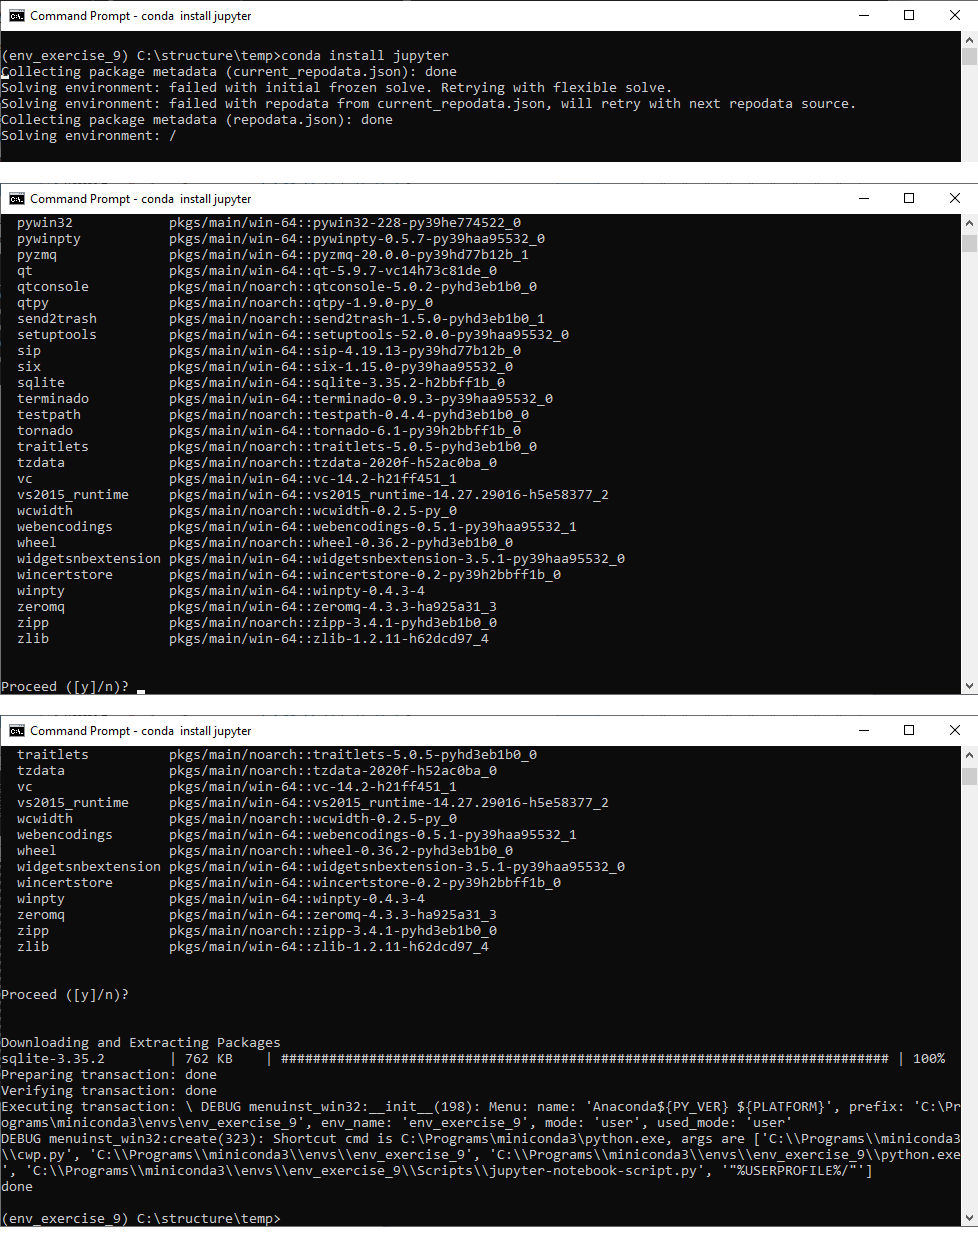 Command Prompt - conda  install jupyter
(env_exercise_9) C:\structure\temp>conda install jupyter
Collecting package metadata (current_repodata.json): done
Solving environment: failed with initial frozen solve. Retrying with flexible solve.
Solving environment: failed with repodata from current_repodata.json, will retry with next repodata source.
Collecting package metadata (repodata.json): done
Solving environment: /
Command Prompt - conda  install jupyter
pywin32            pkgs/main/win-64::pywin32-228-py39he774522_0
pywinpty           pkgs/main/win-64::pywinpty-0.5.7-py39haa95532_0
pyzmq              pkgs/main/win-64::pyzmq-20.0.0-py39hd77b12b_1
qt                 pkgs/main/win-64::qt-5.9.7-vc14h73c81de_0
qtconsole          pkgs/main/noarch::qtconsole-5.0.2-pyhd3eb1b0_0
qtpy               pkgs/main/noarch::qtpy-1.9.0-py_0
send2trash         pkgs/main/noarch::send2trash-1.5.0-pyhd3eb1b0_1
setuptools         pkgs/main/win-64::setuptools-52.0.0-py39haa95532_0
sip                pkgs/main/win-64::sip-4.19.13-py39hd77b12b_0
six                pkgs/main/win-64::six-1.15.0-py39haa95532_0
sqlite             pkgs/main/win-64::sqlite-3.35.2-h2bbff1b_0
terminado          pkgs/main/win-64::terminado-0.9.3-py39haa95532_0
testpath           pkgs/main/noarch::testpath-0.4.4-pyhd3eb1b0_0
tornado            pkgs/main/win-64::tornado-6.1-py39h2bbff1b_0
traitlets          pkgs/main/noarch::traitlets-5.0.5-pyhd3eb1b0_0
tzdata             pkgs/main/noarch::tzdata-2020f-h52ac0ba_0
vc                 pkgs/main/win-64::vc-14.2-h21ff451_1
vs2015_runtime     pkgs/main/win-64::vs2015_runtime-14.27.29016-h5e58377_2
wcwidth            pkgs/main/noarch::wcwidth-0.2.5-py_0
webencodings       pkgs/main/win-64::webencodings-0.5.1-py39haa95532_1
wheel              pkgs/main/noarch::wheel-0.36.2-pyhd3eb1b0_0
widgetsnbextension pkgs/main/win-64::widgetsnbextension-3.5.1-py39haa95532_0
wincertstore       pkgs/main/win-64::wincertstore-0.2-py39h2bbff1b_0
winpty             pkgs/main/win-64::winpty-0.4.3-4
zeromq             pkgs/main/win-64::zeromq-4.3.3-ha925a31_3
zipp               pkgs/main/noarch::zipp-3.4.1-pyhd3eb1b0_0
zlib               pkgs/main/win-64::zlib-1.2.11-h62dcd97_4
Proceed ([y]/n)?
Command Prompt - conda  install jupyter
traitlets          pkgs/main/noarch::traitlets-5.0.5-pyhd3eb1b0_0
tzdata             pkgs/main/noarch::tzdata-2020f-h52ac0ba_0
vc                 pkgs/main/win-64::vc-14.2-h21ff451_1
vs2015_runtime     pkgs/main/win-64::vs2015_runtime-14.27.29016-h5e58377_2
wcwidth            pkgs/main/noarch::wcwidth-0.2.5-py_0
webencodings       pkgs/main/win-64::webencodings-0.5.1-py39haa95532_1
wheel              pkgs/main/noarch::wheel-0.36.2-pyhd3eb1b0_0
widgetsnbextension pkgs/main/win-64::widgetsnbextension-3.5.1-py39haa95532_0
wincertstore       pkgs/main/win-64::wincertstore-0.2-py39h2bbff1b_0
winpty             pkgs/main/win-64::winpty-0.4.3-4
zeromq             pkgs/main/win-64::zeromq-4.3.3-ha925a31_3
zipp               pkgs/main/noarch::zipp-3.4.1-pyhd3eb1b0_0
zlib               pkgs/main/win-64::zlib-1.2.11-h62dcd97_4
Proceed ([y]/n)?
Downloading and Extracting Packages
sqlite-3.35.2        | 762 KB    | ############################################################################ | 100%
Preparing transaction: done
Verifying transaction: done
Executing transaction: \ DEBUG menuinst_win32:__init__(198): Menu: name: 'Anaconda${PY_VER} ${PLATFORM}', prefix: 'C:\Pr
ograms\miniconda3\envs\env_exercise_9', env_name: 'env_exercise_9', mode: 'user', used_mode: 'user'
DEBUG menuinst_win32:create(323): Shortcut cmd is C:\Programs\miniconda3\python.exe, args are ['C:\\Programs\\miniconda3
\\cwp.py', 'C:\\Programs\\miniconda3\\envs\\env_exercise_9', 'C:\\Programs\\miniconda3\\envs\\env_exercise_9\\python.exe
', 'C:\\Programs\\miniconda3\\envs\\env_exercise_9\\Scripts\\jupyter-notebook-script.py', '"%USERPROFILE%/"']
done
(env_exercise_9) C:\structure\temp>